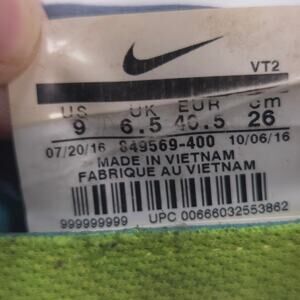 VT2
US UK EUR cm
9 6.5 40.5 26
07/20/16 849569-400 10/06/16
MADE IN VIETNAM
FABRIQUE AU VIETNAM
999999999 UPC 00666032553862